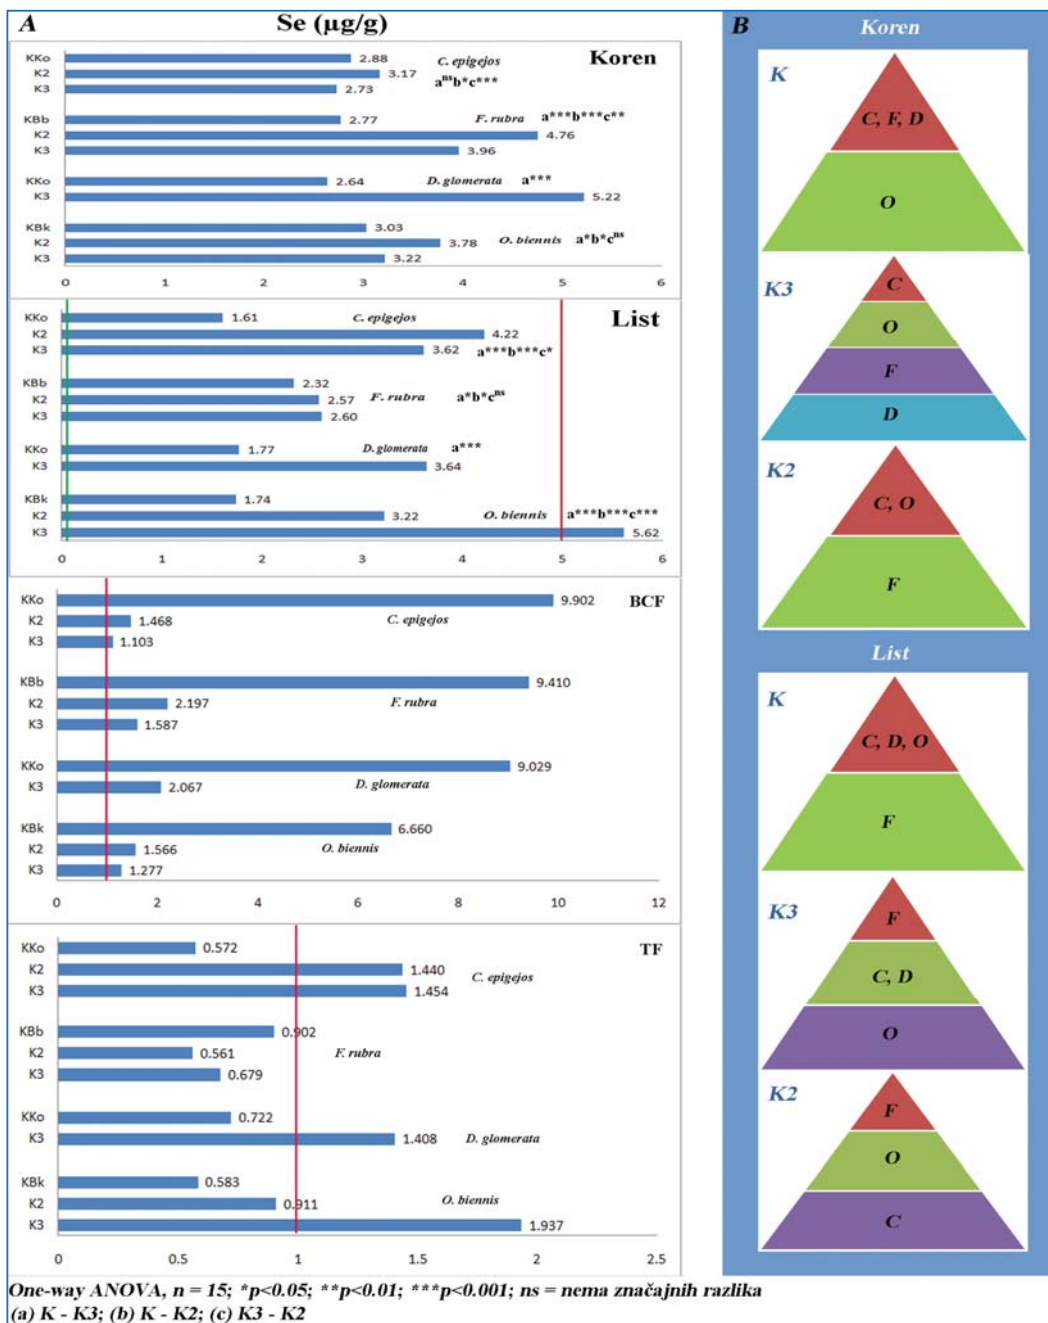 A
Se (µg/g)
Koren
KKo 2.88 C. epigejos
K2 3.17
K3 2.73 a^ns b*c***
KBb 2.77 F. rubra a***b***c**
K2 4.76
K3 3.96
KKo 2.64 D. glomerata a***
K3 5.22
KBk 3.03
K2 3.78 O. biennis a*b*c^ns
K3 3.22
0 1 2 3 4 5 6
List
KKo 1.61 C. epigejos
K2 4.22
K3 3.62 a***b***c*
KBb 2.32
K2 2.57 F. rubra a*b*c^ns
K3 2.60
KKo 1.77 D. glomerata a***
K3 3.64
KBk 1.74
K2 3.22 O. biennis a***b***c***
K3 5.62
0 1 2 3 4 5 6
BCF
KKo 9.902
K2 1.468 C. epigejos
K3 1.103
KBb 9.410
K2 2.197 F. rubra
K3 1.587
KKo 9.029
K3 2.067 D. glomerata
KBk 6.660
K2 1.566 O. biennis
K3 1.277
0 2 4 6 8 10 12
TF
KKo 0.572
K2 1.440 C. epigejos
K3 1.454
KBb 0.902
K2 0.561 F. rubra
K3 0.679
KKo 0.722
K3 1.408 D. glomerata
KBk 0.583
K2 0.911 O. biennis
K3 1.937
0 0.5 1 1.5 2 2.5
B
Koren
K
C, F, D
O
K3
C
O
F
D
K2
C, O
F
List
K
C, D, O
F
K3
F
C, D
O
K2
F
O
C
One-way ANOVA, n = 15; *p<0.05; **p<0.01; ***p<0.001; ns = nema značajnih razlika
(a) K - K3; (b) K - K2; (c) K3 - K2